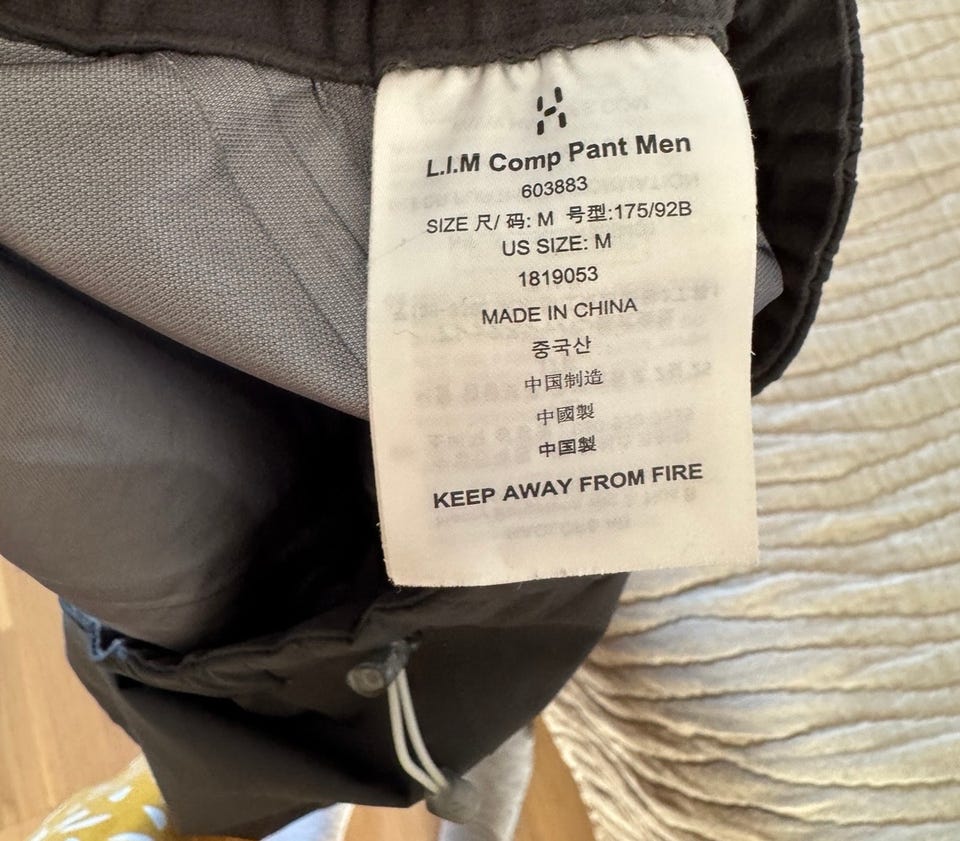 L.I.M Comp Pant Men
603883
SIZE 尺/ 码: M 号型:175/92B
US SIZE: M
1819053
MADE IN CHINA
중국산
中国制造
中國製
中国製
KEEP AWAY FROM FIRE